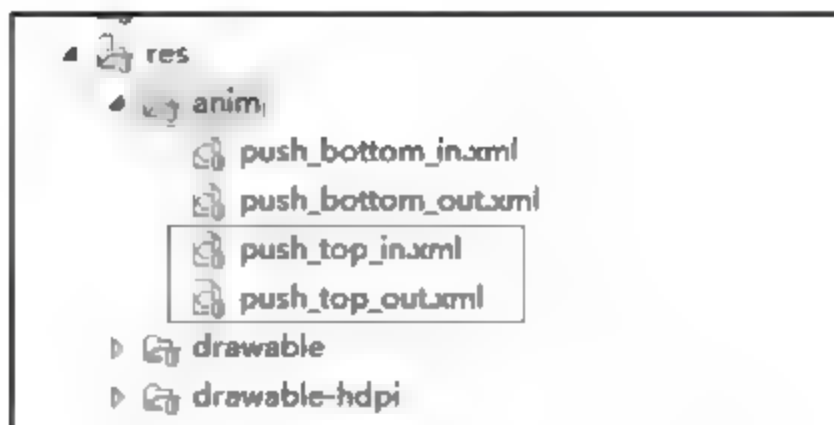 res
anim
push_bottom_in.xml
push_bottom_out.xml
push_top_in.xml
push_top_out.xml
drawable
drawable-hdpi